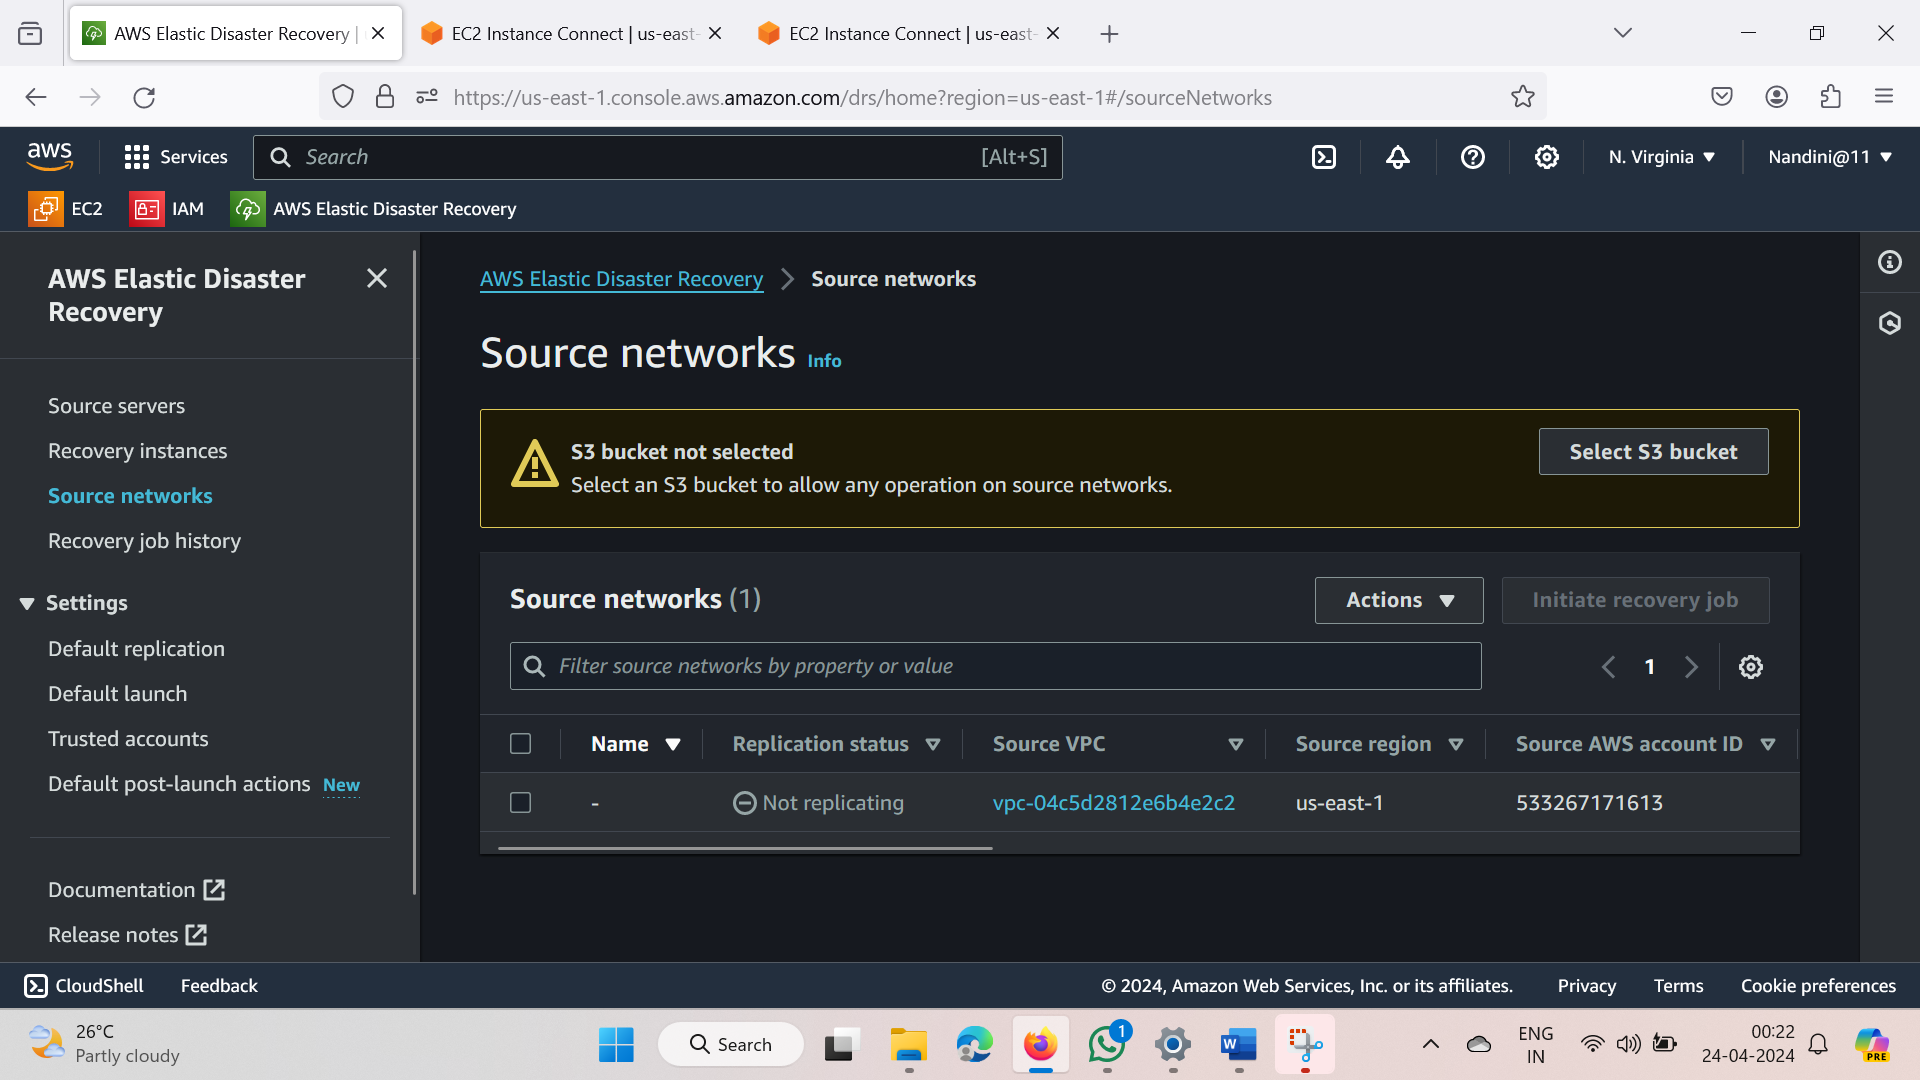 AWS Elastic Disaster Recovery |
EC2 Instance Connect | us-east-
EC2 Instance Connect | us-east-
https://us-east-1.console.aws.amazon.com/drs/home?region=us-east-1#/sourceNetworks
aws
Services
Search
[Alt+S]
N. Virginia
Nandini@11
EC2
IAM
AWS Elastic Disaster Recovery
AWS Elastic Disaster
Recovery
Source servers
Recovery instances
Source networks
Recovery job history
Settings
Default replication
Default launch
Trusted accounts
Default post-launch actions New
Documentation
Release notes
AWS Elastic Disaster Recovery
Source networks
Source networks Info
S3 bucket not selected
Select an S3 bucket to allow any operation on source networks.
Select S3 bucket
Source networks (1)
Actions
Initiate recovery job
Filter source networks by property or value
1
Name
Replication status
Source VPC
Source region
Source AWS account ID
-
Not replicating
vpc-04c5d2812e6b4e2c2
us-east-1
533267171613
CloudShell
Feedback
© 2024, Amazon Web Services, Inc. or its affiliates.
Privacy
Terms
Cookie preferences
26°C
Partly cloudy
Search
1
W
ENG
IN
00:22
24-04-2024
PRE